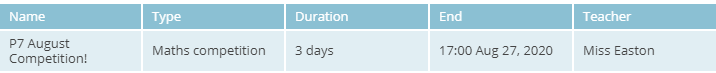 Name Type Duration End Teacher
P7 August
Competition! Maths competition 3 days 17:00 Aug 27, 2020 Miss Easton